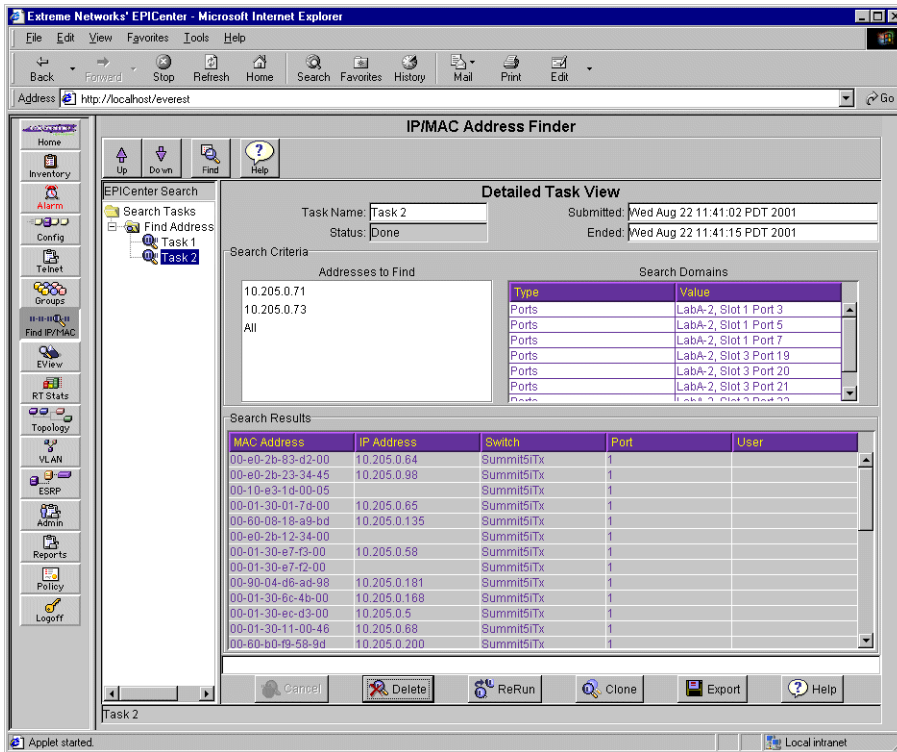 Extreme Networks' EPICenter - Microsoft Internet Explorer
File Edit View Favorites Tools Help
Back Forward Stop Refresh Home Search Favorites History Mail Print Edit
Address http://localhost/everest Go
Home
Inventory
Alarm
Config
Telnet
Groups
Find IP/MAC
EView
RT Stats
Topology
VLAN
ESRP
Admin
Reports
Policy
Logoff
IP/MAC Address Finder
Up Down Find Help
EPICenter Search
Search Tasks
Find Address
Task 1
Task 2
Detailed Task View
Task Name: Task 2 Submitted: Wed Aug 22 11:41:02 PDT 2001
Status: Done Ended: Wed Aug 22 11:41:15 PDT 2001
Search Criteria
Addresses to Find
10.205.0.71
10.205.0.73
All
Search Domains
Type Value
Ports LabA-2, Slot 1 Port 3
Ports LabA-2, Slot 1 Port 5
Ports LabA-2, Slot 1 Port 7
Ports LabA-2, Slot 3 Port 19
Ports LabA-2, Slot 3 Port 20
Ports LabA-2, Slot 3 Port 21
Ports LabA-2, Slot 3 Port 22
Search Results
MAC Address IP Address Switch Port User
00-e0-2b-83-d2-00 10.205.0.64 Summit5iTx 1
00-e0-2b-23-34-45 10.205.0.98 Summit5iTx 1
00-10-e3-1d-00-05 Summit5iTx 1
00-01-30-01-7d-00 10.205.0.65 Summit5iTx 1
00-60-08-18-a9-bd 10.205.0.135 Summit5iTx 1
00-e0-2b-12-34-00 Summit5iTx 1
00-01-30-e7-f3-00 10.205.0.58 Summit5iTx 1
00-01-30-e7-f2-00 Summit5iTx 1
00-90-04-d6-ad-98 10.205.0.181 Summit5iTx 1
00-01-30-6c-4b-00 10.205.0.168 Summit5iTx 1
00-01-30-ec-d3-00 10.205.0.5 Summit5iTx 1
00-01-30-11-00-46 10.205.0.68 Summit5iTx 1
00-60-b0-f9-58-9d 10.205.0.200 Summit5iTx 1
Cancel Delete ReRun Clone Export Help
Task 2
Applet started. Local intranet